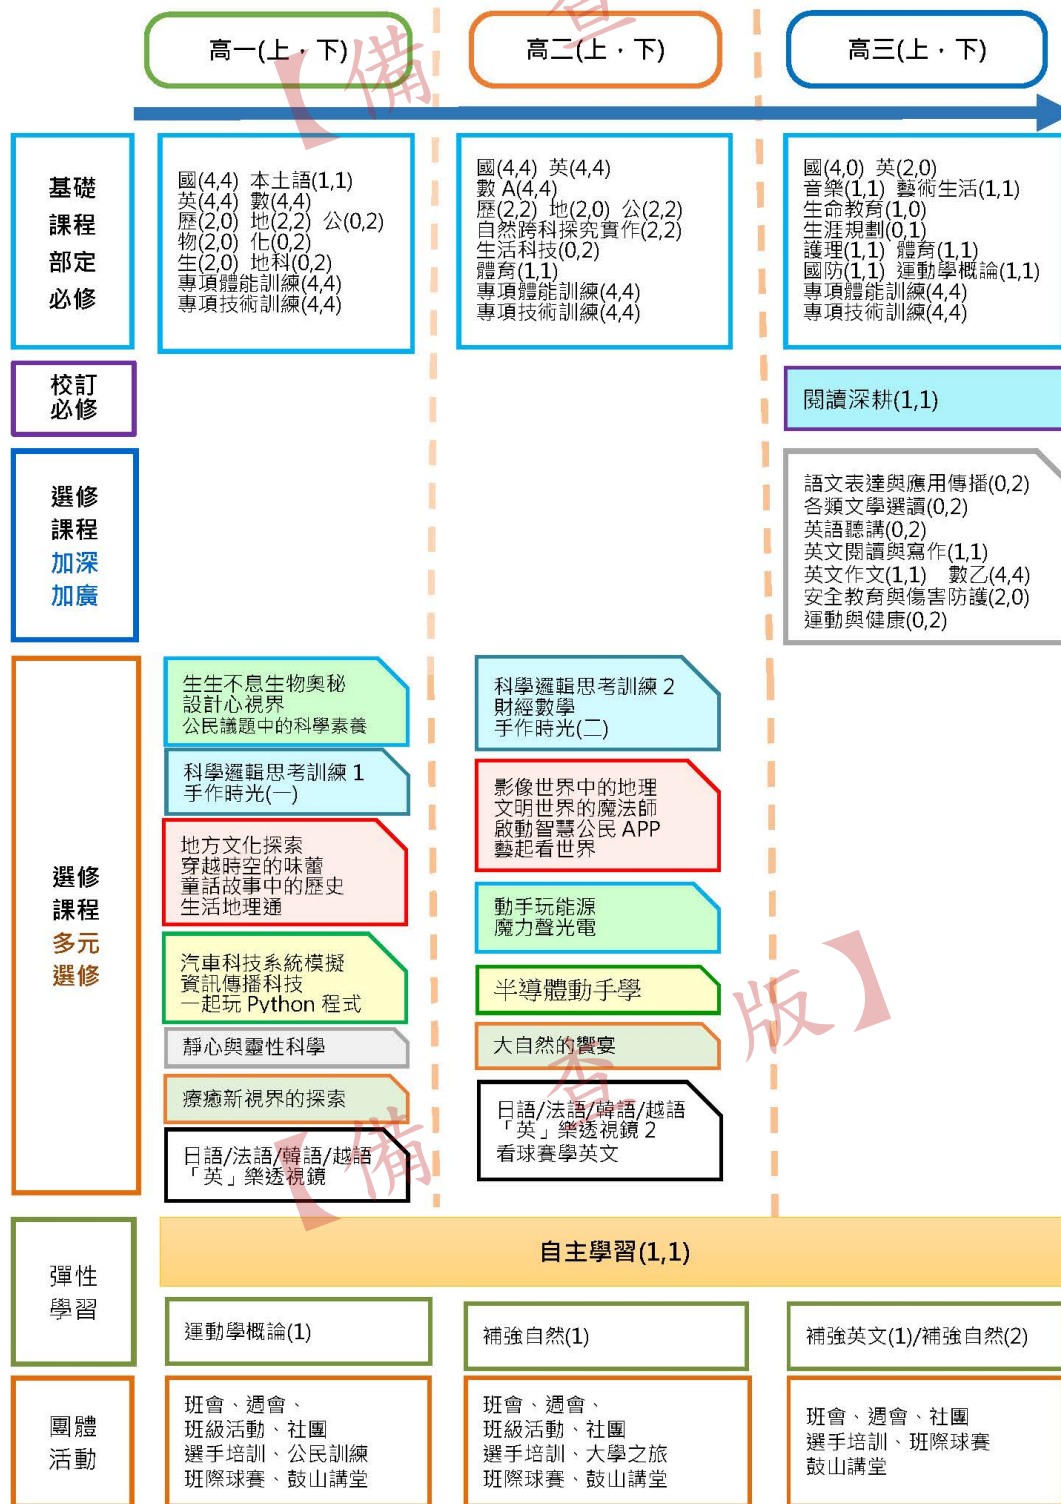 高一(上，下)
高二(上，下)
高三(上，下)
基礎
課程
部定
必修
國(4,4) 本土語(1,1)
英(4,4) 數(4,4)
歷(2,0) 地(2,2) 公(0,2)
物(2,0) 化(0,2)
生(2,0) 地科(0,2)
專項體能訓練(4,4)
專項技術訓練(4,4)
國(4,4) 英(4,4)
數 A(4,4)
歷(2,2) 地(2,0) 公(2,2)
自然跨科探究實作(2,2)
生活科技(0,2)
體育(1,1)
專項體能訓練(4,4)
專項技術訓練(4,4)
國(4,0) 英(2,0)
音樂(1,1) 藝術生活(1,1)
生命教育(1,0)
生涯規劃(0,1)
護理(1,1) 體育(1,1)
國防(1,1) 運動學概論(1,1)
專項體能訓練(4,4)
專項技術訓練(4,4)
校訂
必修
閱讀深耕(1,1)
選修
課程
加深
加廣
語文表達與應用傳播(0,2)
各類文學選讀(0,2)
英語聽講(0,2)
英文閱讀與寫作(1,1)
英文作文(1,1) 數乙(4,4)
安全教育與傷害防護(2,0)
運動與健康(0,2)
選修
課程
多元
選修
生生不息生物奧秘
設計心視界
公民議題中的科學素養
科學邏輯思考訓練 1
手作時光(一)
地方文化探索
穿越時空的味蕾
童話故事中的歷史
生活地理通
汽車科技系統模擬
資訊傳播科技
一起玩 Python 程式
靜心與靈性科學
療癒新視界的探索
日語/法語/韓語/越語
「英」樂透視鏡
科學邏輯思考訓練 2
財經數學
手作時光(二)
影像世界中的地理
文明世界的魔法師
啟動智慧公民 APP
藝起看世界
動手玩能源
魔力聲光電
半導體動手學
大自然的饗宴
日語/法語/韓語/越語
「英」樂透視鏡 2
看球賽學英文
彈性
學習
自主學習(1,1)
運動學概論(1)
補強自然(1)
補強英文(1)/補強自然(2)
團體
活動
班會、週會、
班級活動、社團
選手培訓、公民訓練
班際球賽、鼓山講堂
班會、週會、
班級活動、社團
選手培訓、大學之旅
班際球賽、鼓山講堂
班會、週會、社團
選手培訓、班際球賽
鼓山講堂
【備查
【備查版】